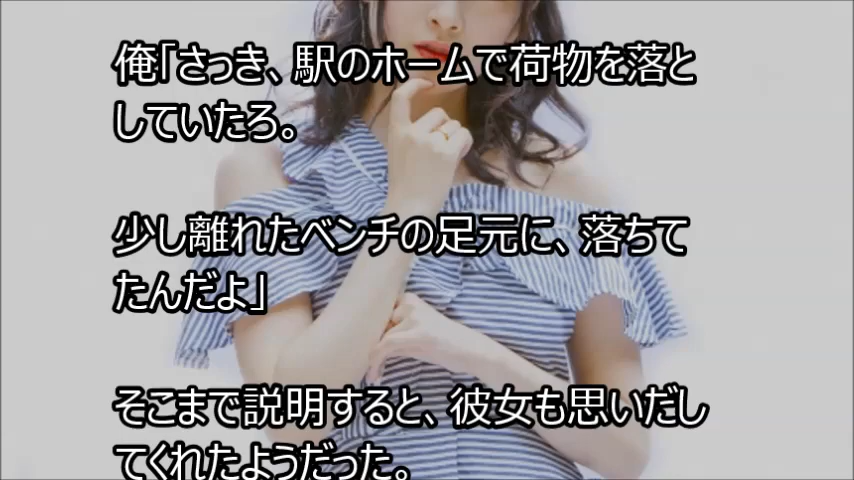 俺「さっき、駅のホームで荷物を落と
していたろ。
少し離れたベンチの足元に、落ちて
たんだよ」
そこまで説明すると、彼女も思いだし
てくれたようだった。